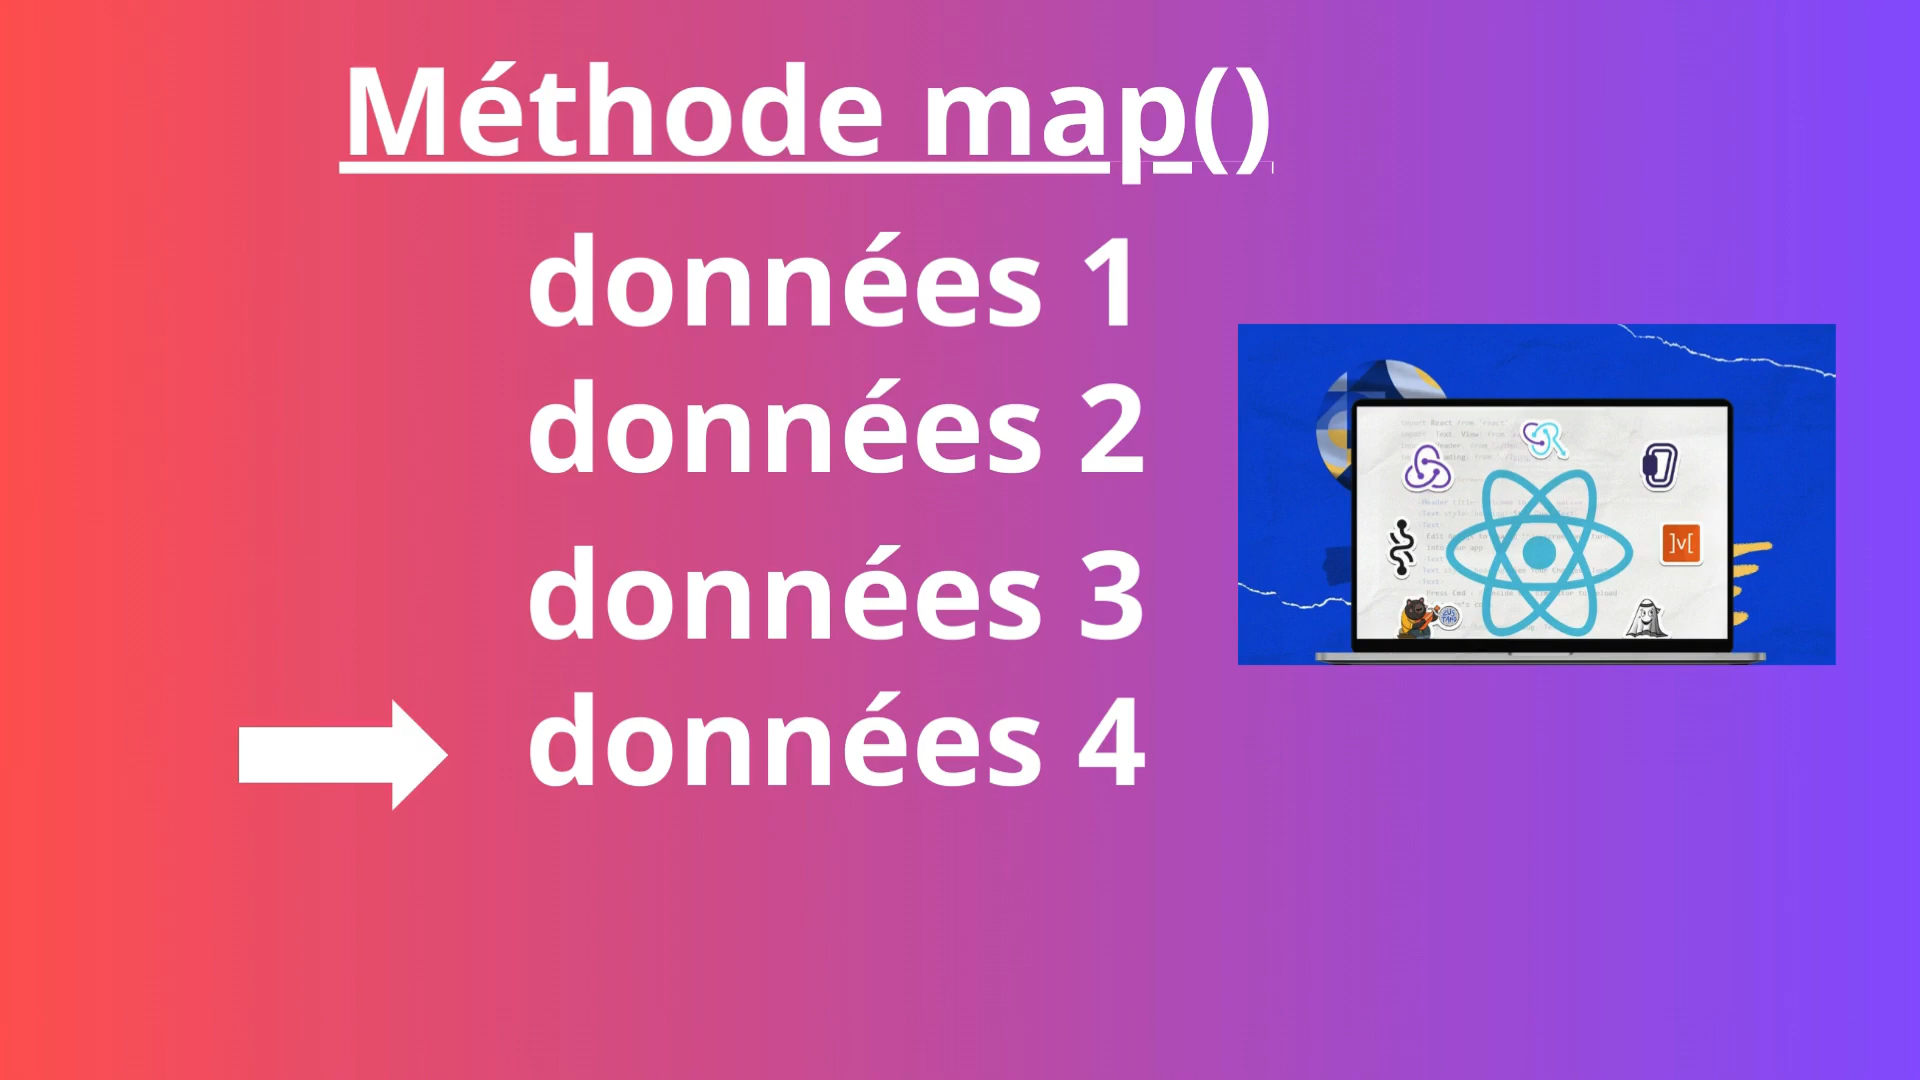 Méthode map()
données 1
données 2
données 3
données 4
]v[